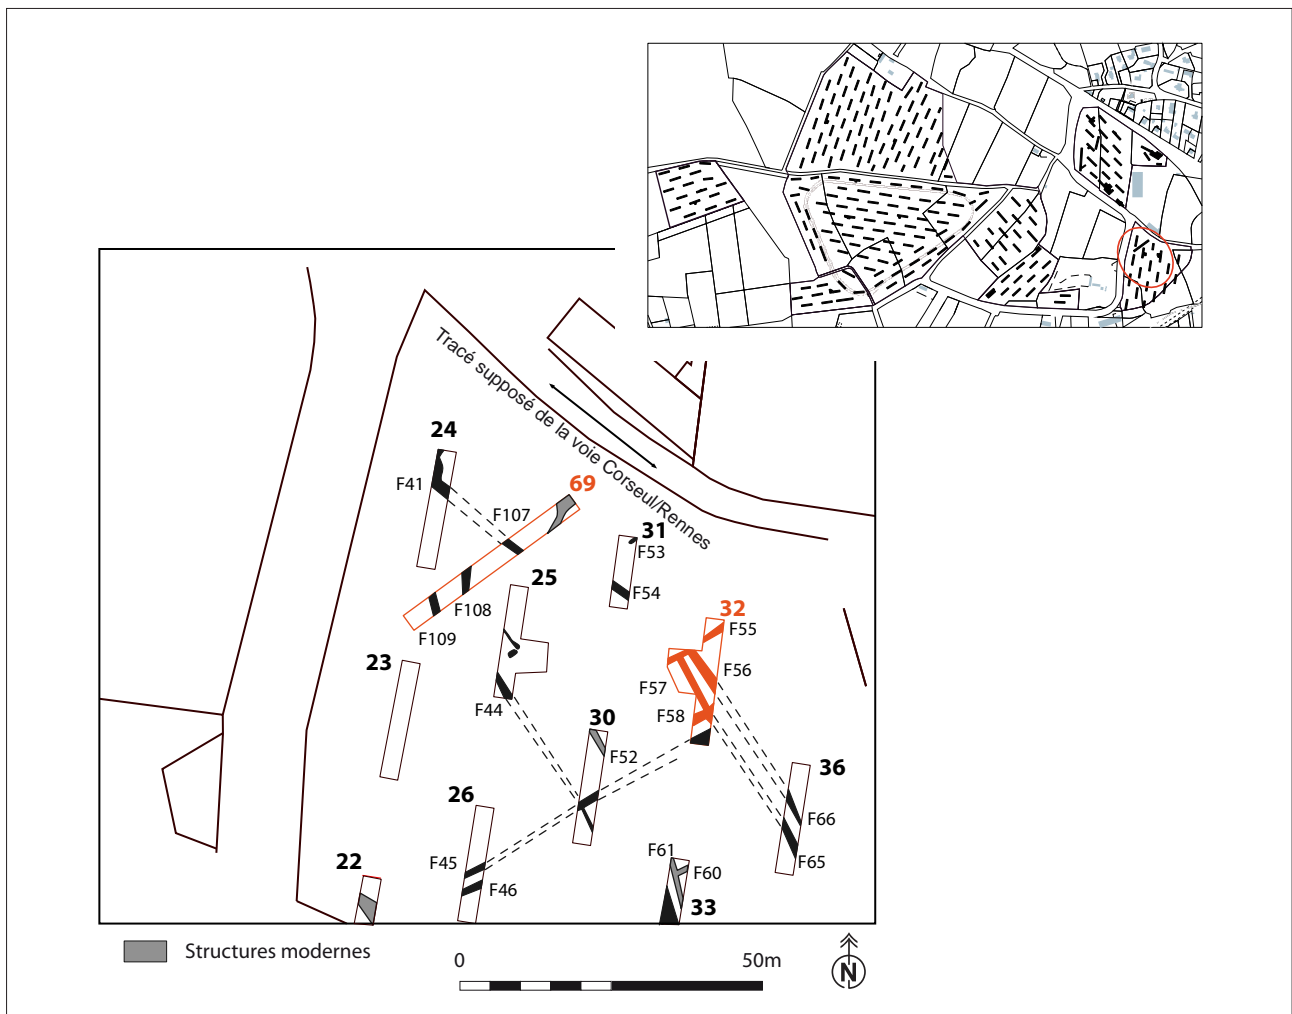 Tracé supposé de la voie Corseul/Rennes
24
F41
69
F107
31
F53
F54
25
F108
F109
32
F55
23
F56
F57
F44
F58
30
F52
36
26
F66
F61
F45
F65
22
F60
F46
33
Structures modernes
0
50m
N